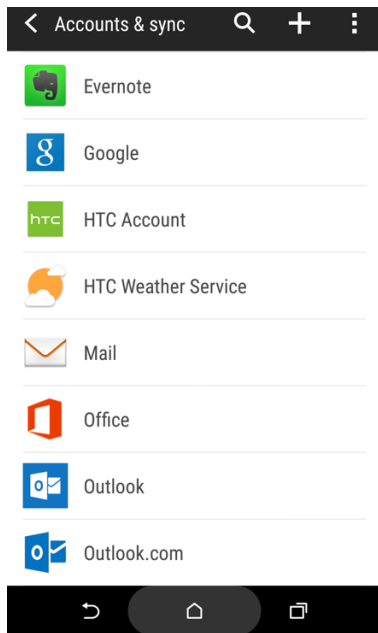 Accounts & sync
Evernote
Google
hTC HTC Account
HTC Weather Service
Mail
Office
Outlook
Outlook.com